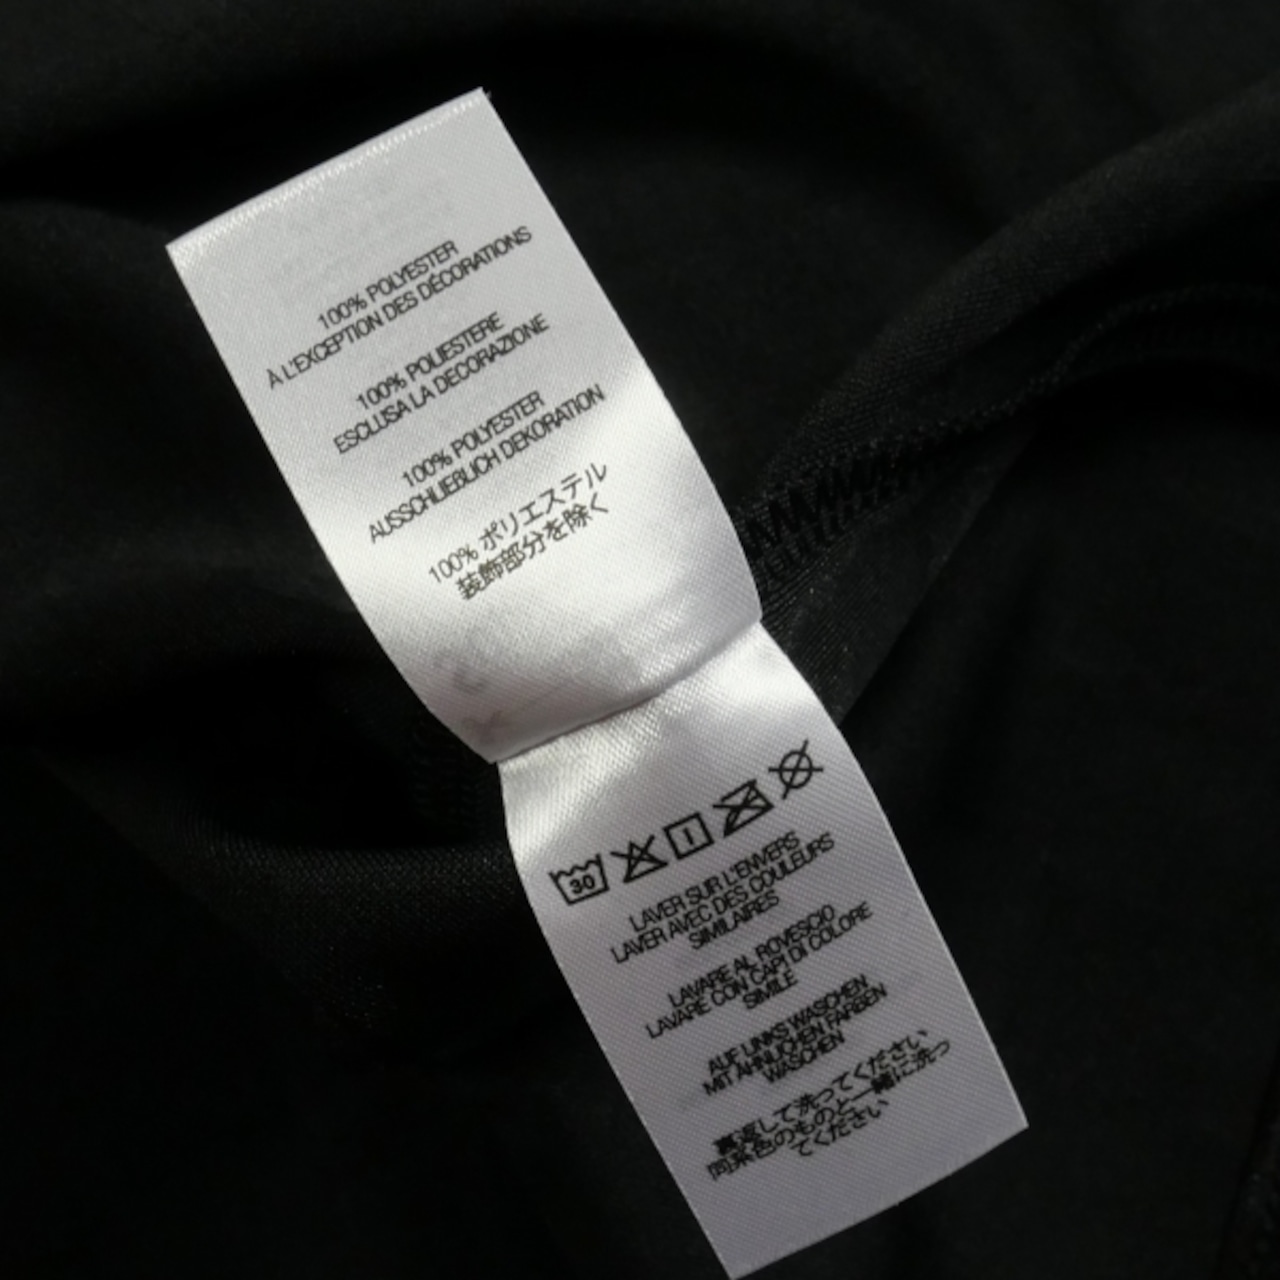 100% POLYESTER
À L'EXCEPTION DES DÉCORATIONS
100% POLIESTERE
ESCLUSA LA DECORAZIONE
100% POLYESTER
AUSSCHLIEBLICH DEKORATION
100% ポリエステル
装飾部分を除く
30
LAVER SUR L'ENVERS
LAVER AVEC DES COULEURS
SIMILAIRES
LAVARE AL ROVESCIO
LAVARE CON CAPI DI COLORE
SIMILE
AUF LINKS WASCHEN
MIT ÄHNLICHEN FARBEN
WASCHEN
裏返して洗ってください
同系色のものと一緒に洗っ
てください